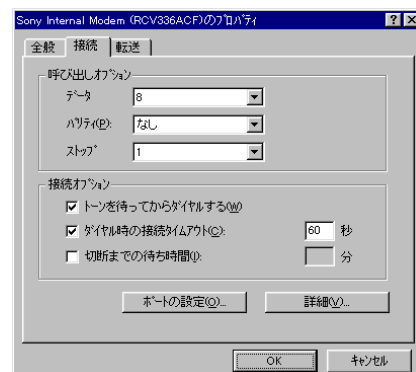 Sony Internal Modem (RCV336ACF)のﾌﾟﾛﾊﾟﾃｨ
全般 接続 転送
呼び出しｵﾌﾟｼｮﾝ
ﾃﾞｰﾀ 8
ﾊﾟﾘﾃｨ(P): なし
ｽﾄｯﾌﾟ 1
接続ｵﾌﾟｼｮﾝ
トーンを待ってからダイヤルする(W)
ダイヤル時の接続タイムアウト(C): 60 秒
切断までの待ち時間(I): 分
ﾎﾟｰﾄの設定(O)... 詳細(V)...
OK ｷｬﾝｾﾙ